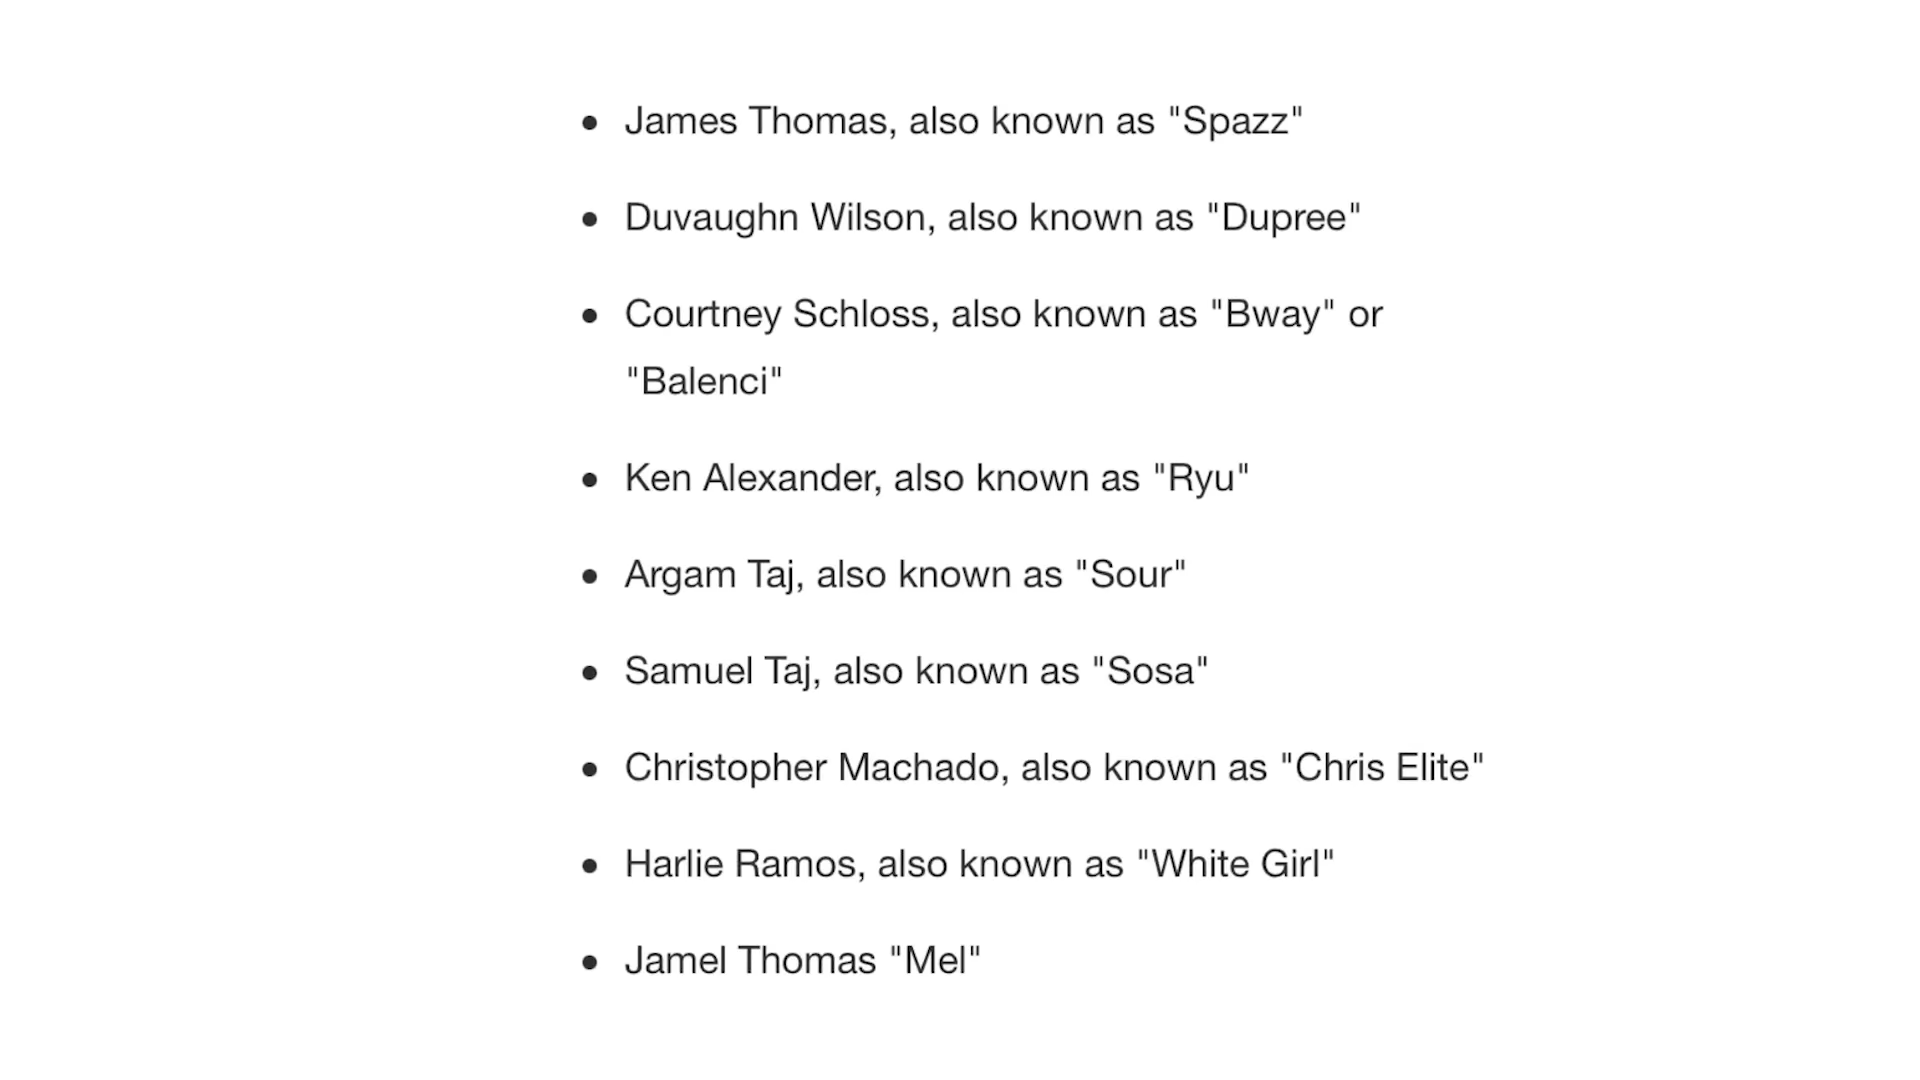 • James Thomas, also known as "Spazz"
• Duvaughn Wilson, also known as "Dupree"
• Courtney Schloss, also known as "Bway" or
"Balenci"
• Ken Alexander, also known as "Ryu"
• Argam Taj, also known as "Sour"
• Samuel Taj, also known as "Sosa"
• Christopher Machado, also known as "Chris Elite"
• Harlie Ramos, also known as "White Girl"
• Jamel Thomas "Mel"